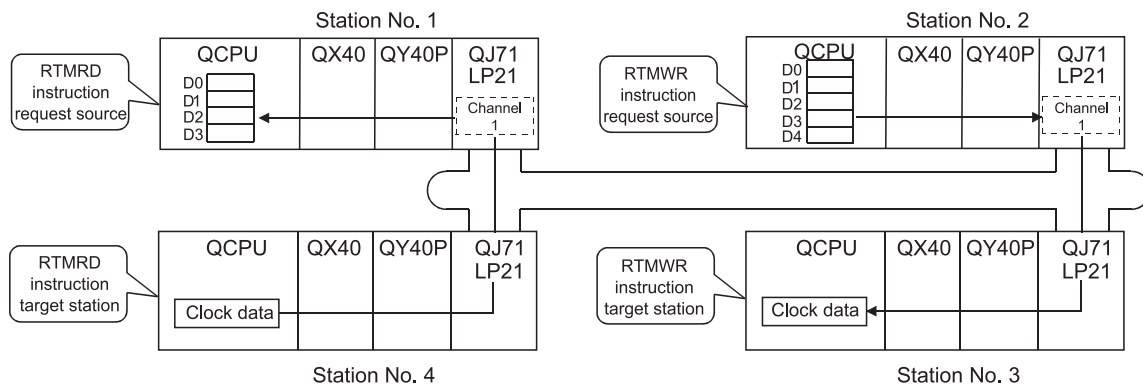 Station No. 1
RTMRD
instruction
request source
QCPU
D0
D1
D2
D3
QX40
QY40P
QJ71
LP21
Channel
1
Station No. 2
RTMWR
instruction
request source
QCPU
D0
D1
D2
D3
D4
QX40
QY40P
QJ71
LP21
Channel
1
RTMRD
instruction
target station
QCPU
Clock data
QX40
QY40P
QJ71
LP21
Station No. 4
RTMWR
instruction
target station
QCPU
Clock data
QX40
QY40P
QJ71
LP21
Station No. 3